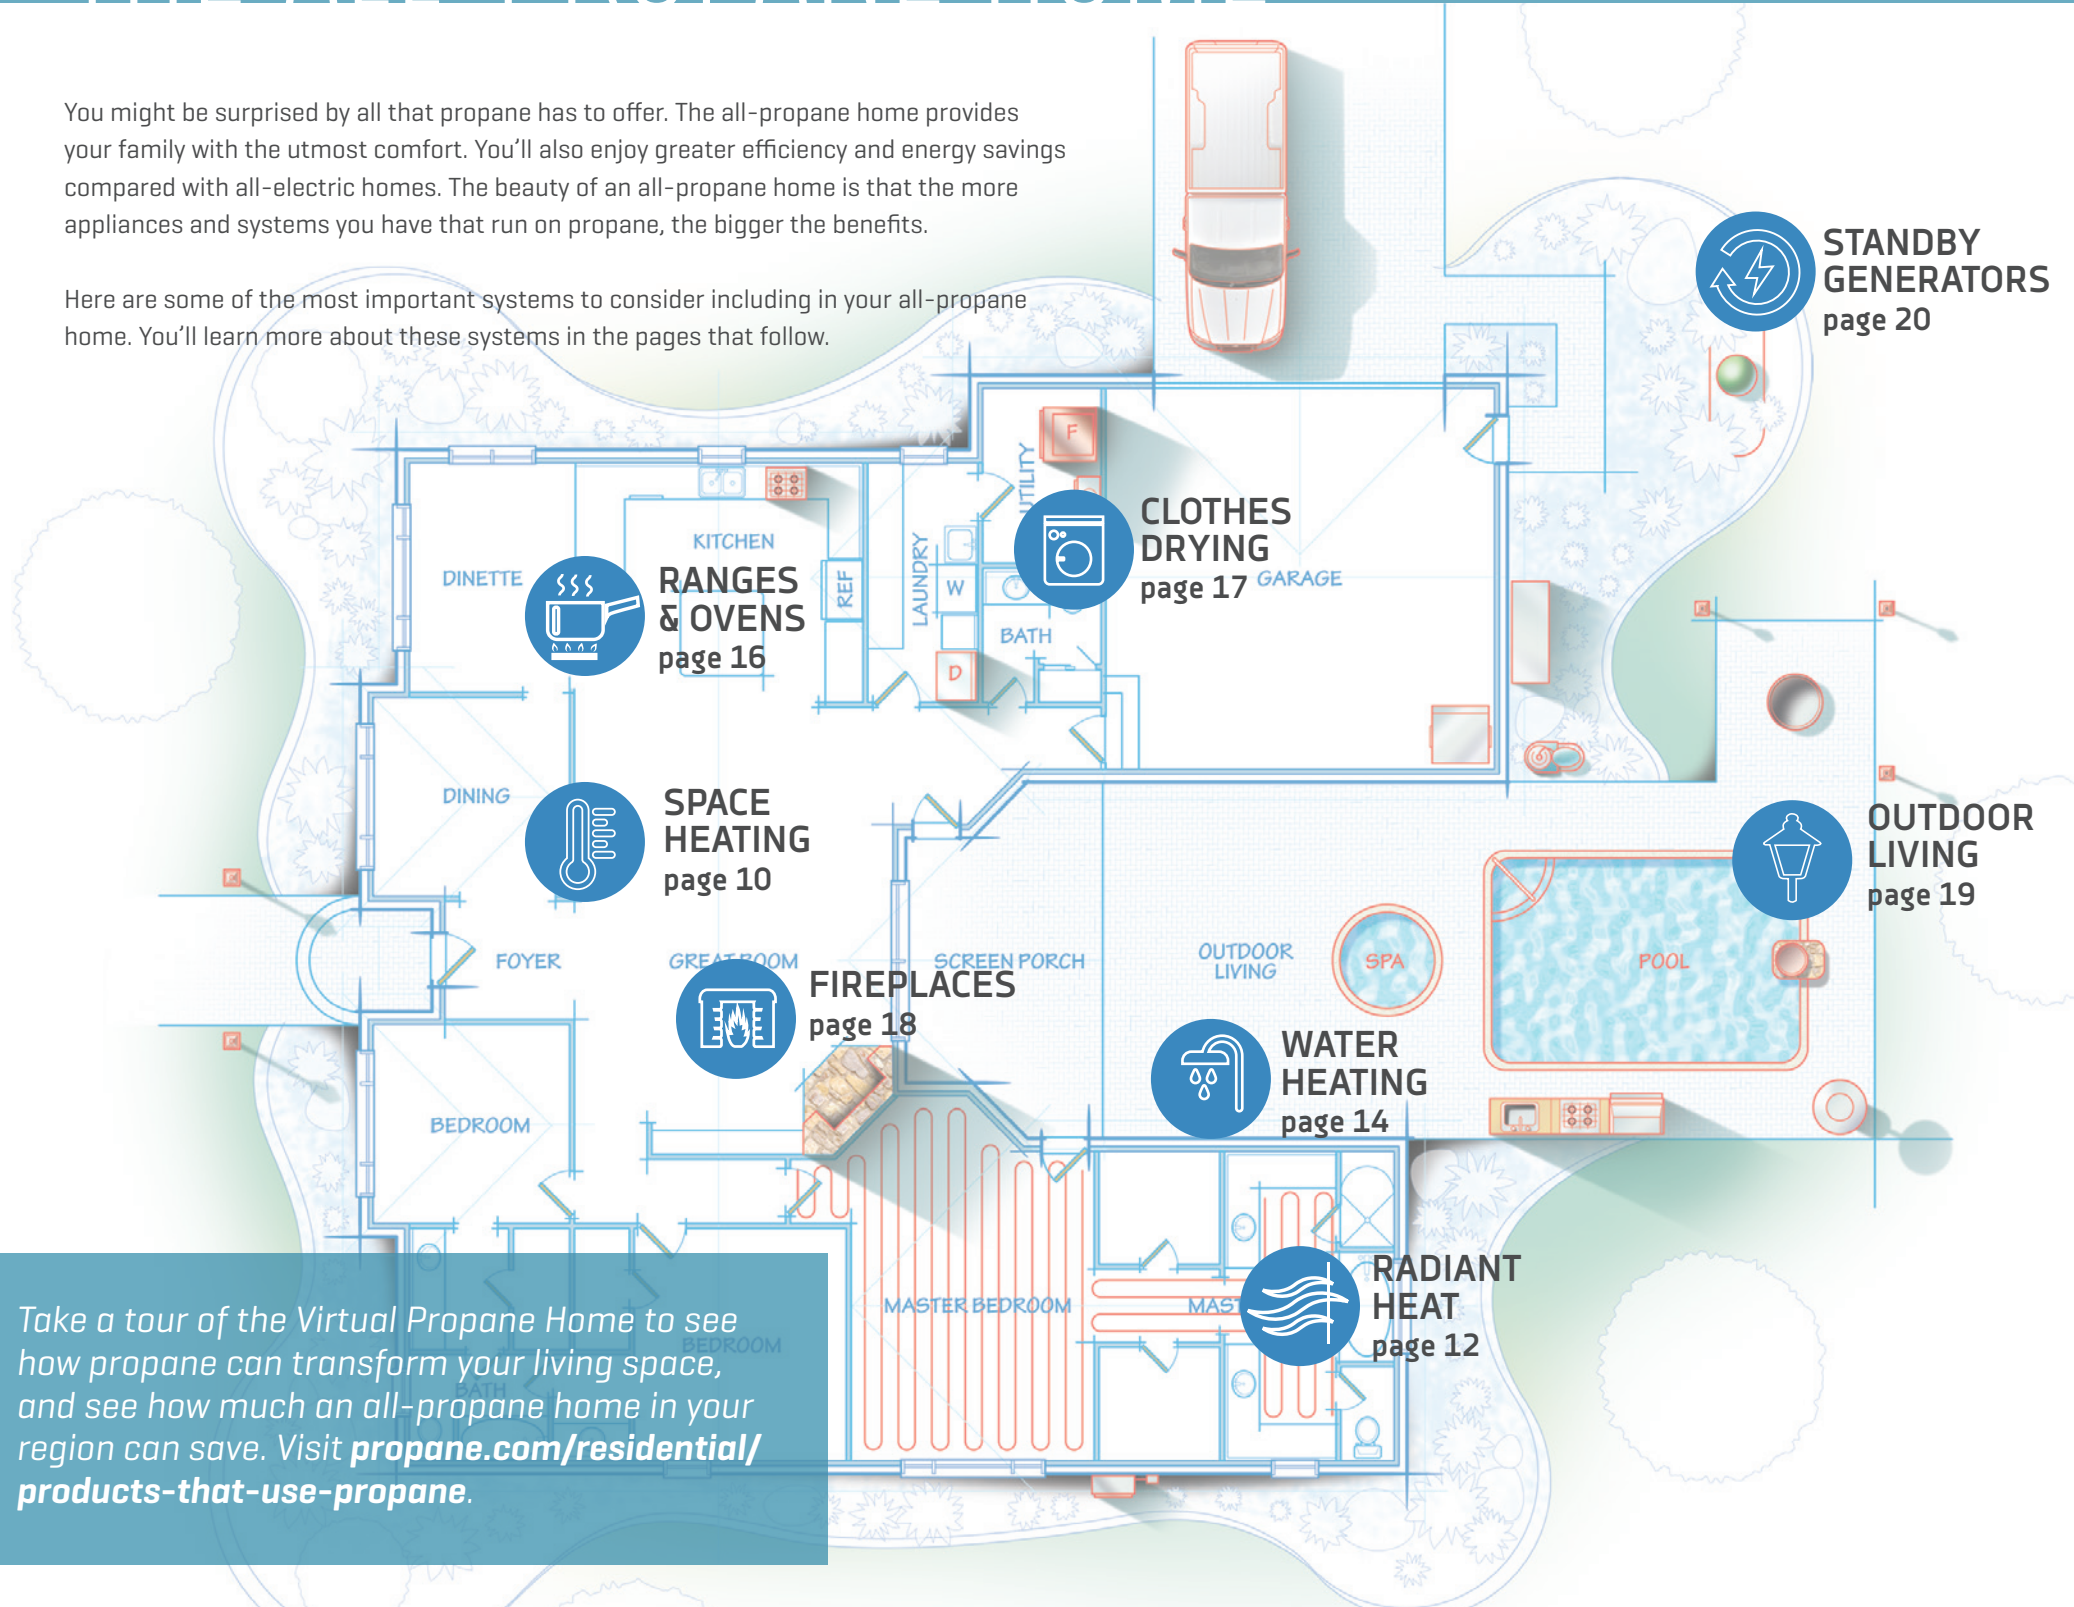 You might be surprised by all that propane has to offer. The all-propane home provides
your family with the utmost comfort. You'll also enjoy greater efficiency and energy savings
compared with all-electric homes. The beauty of an all-propane home is that the more
appliances and systems you have that run on propane, the bigger the benefits.
Here are some of the most important systems to consider including in your all-propane
home. You'll learn more about these systems in the pages that follow.
STANDBY
GENERATORS
page 20
F
UTILITY
CLOTHES
DRYING
page 17
GARAGE
KITCHEN
DINETTE
RANGES
& OVENS
page 16
REF
LAUNDRY
W
BATH
D
DINING
SPACE
HEATING
page 10
OUTDOOR
LIVING
page 19
FOYER
GREAT ROOM
FIREPLACES
page 18
SCREEN PORCH
OUTDOOR
LIVING
SPA
POOL
WATER
HEATING
page 14
BEDROOM
RADIANT
HEAT
page 12
MASTER BEDROOM
MAST
BEDROOM
BATH
Take a tour of the Virtual Propane Home to see
how propane can transform your living space,
and see how much an all-propane home in your
region can save. Visit propane.com/residential/
products-that-use-propane.